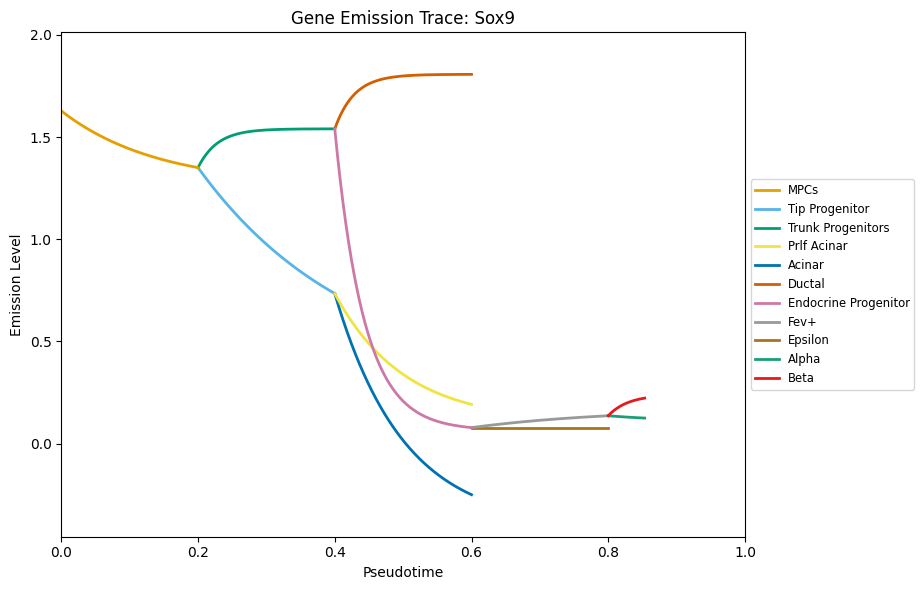 Gene Emission Trace: Sox9
2.0
1.5
1.0
0.5
0.0
Emission Level
0.0 0.2 0.4 0.6 0.8 1.0
Pseudotime
MPCs
Tip Progenitor
Trunk Progenitors
Prlf Acinar
Acinar
Ductal
Endocrine Progenitor
Fev+
Epsilon
Alpha
Beta